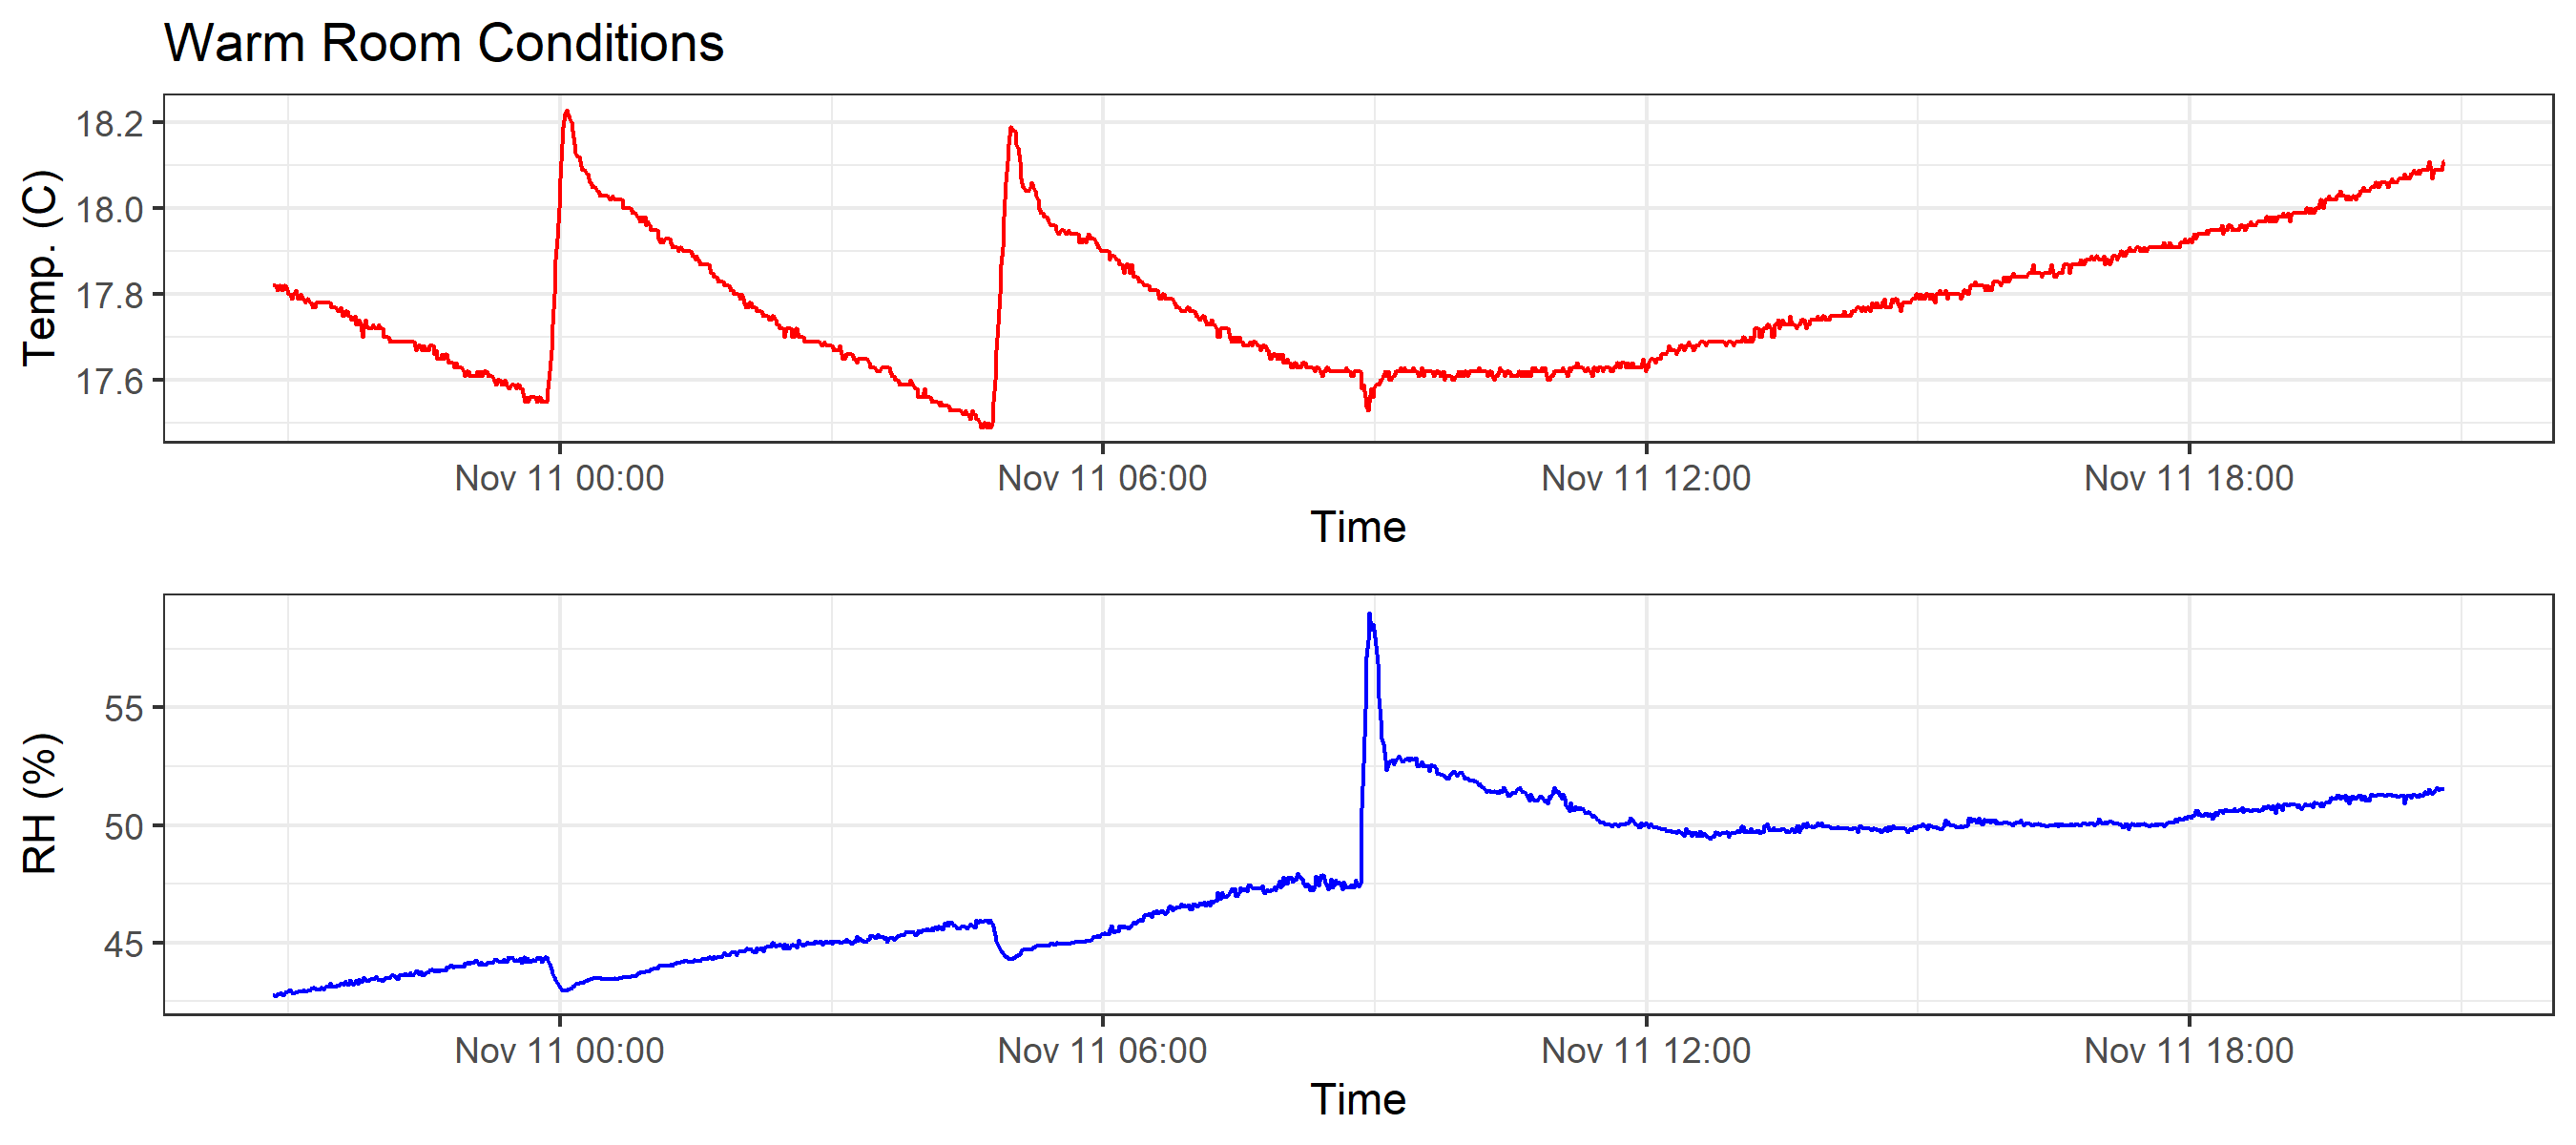 Warm Room Conditions
Temp. (C)
18.2
18.0
17.8
17.6
Nov 11 00:00 Nov 11 06:00 Nov 11 12:00 Nov 11 18:00
Time
RH (%)
55
50
45
Nov 11 00:00 Nov 11 06:00 Nov 11 12:00 Nov 11 18:00
Time